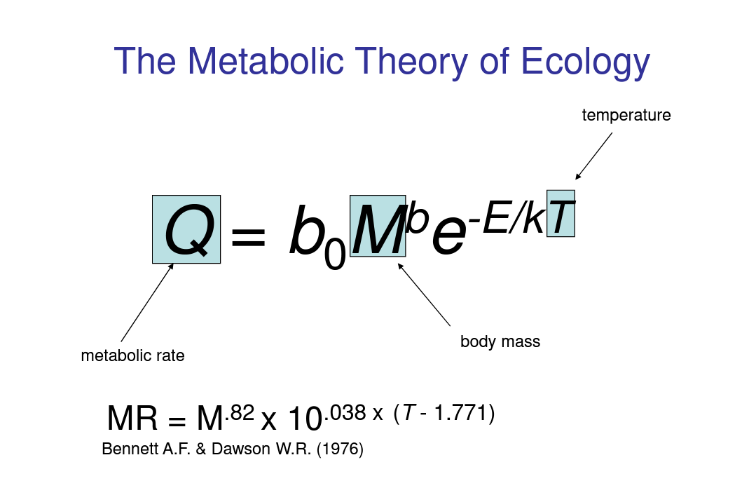 The Metabolic Theory of Ecology
temperature
Q = b₀Mᵇe⁻ᴱ/ᵏᵀ
metabolic rate
body mass
MR = M.82 x 10.038 x (T - 1.771)
Bennett A.F. & Dawson W.R. (1976)